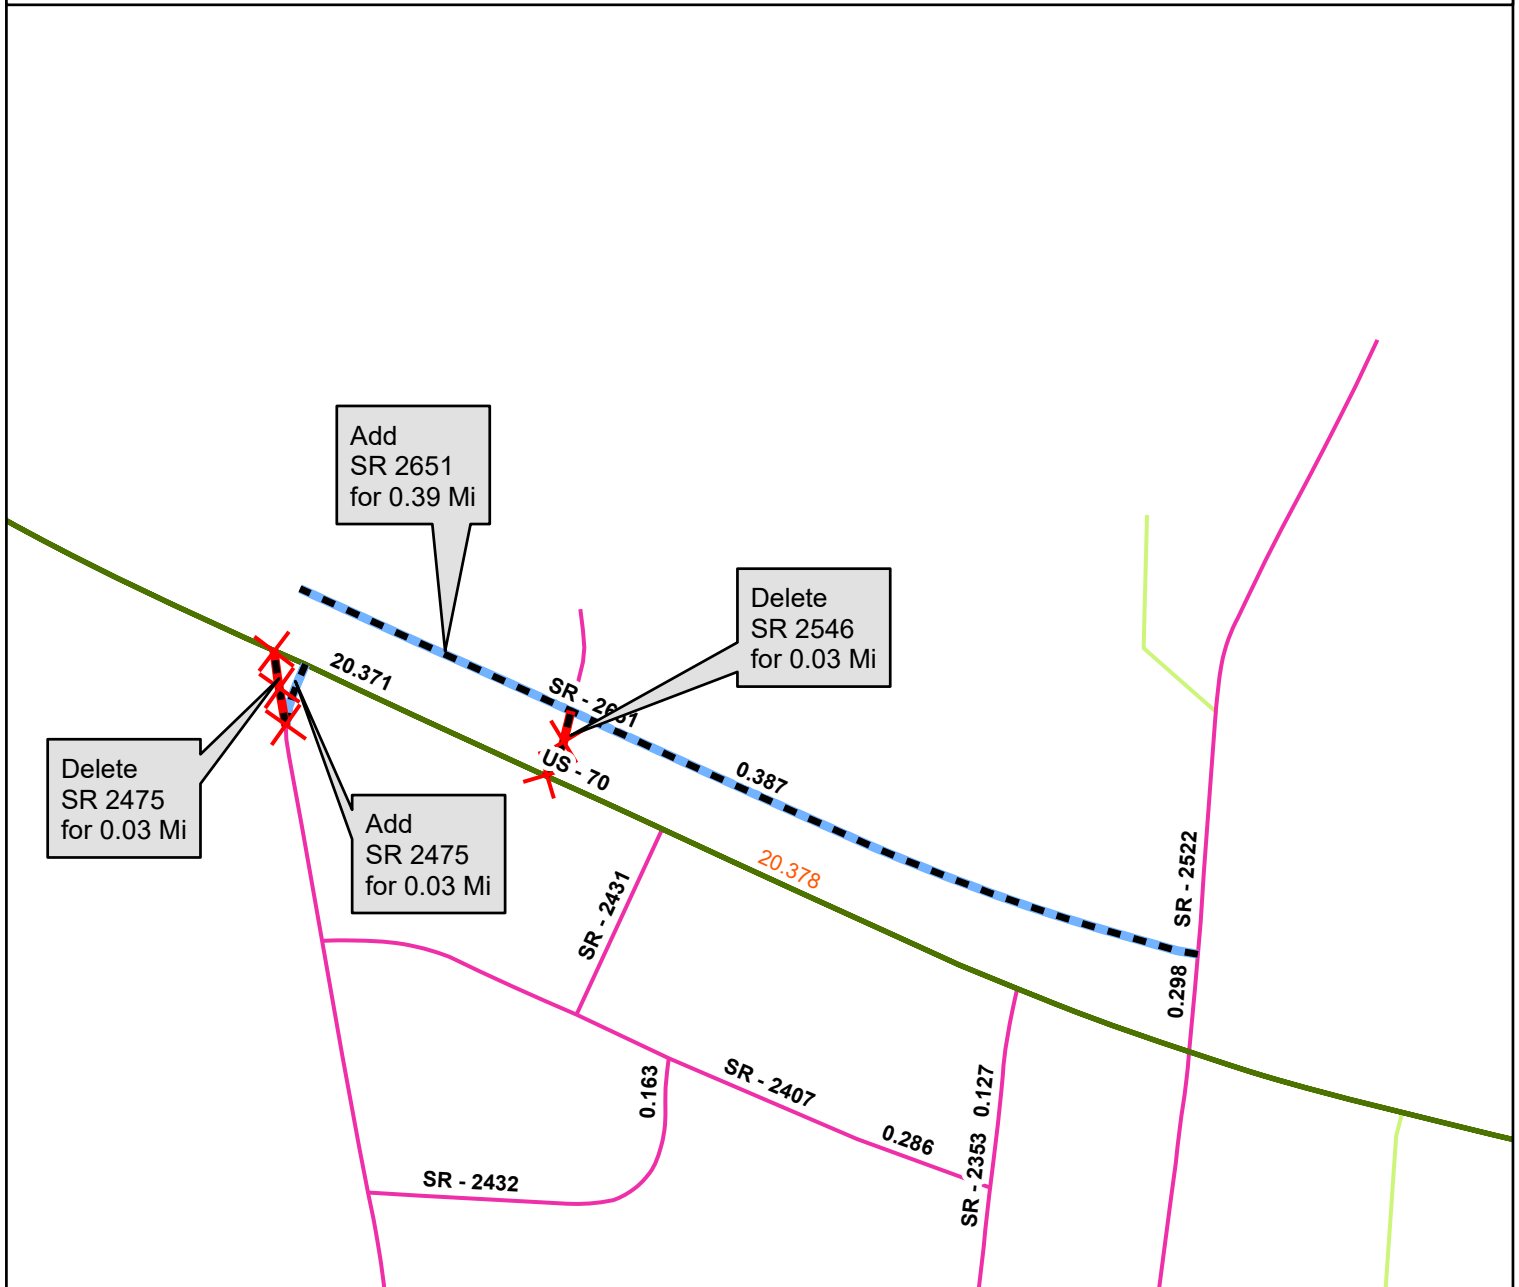 Add
SR 2651
for 0.39 Mi
Delete
SR 2546
for 0.03 Mi
20.371
SR - 2651
US - 70
0.387
Delete
SR 2475
for 0.03 Mi
Add
SR 2475
for 0.03 Mi
20.378
SR - 2431
SR - 2522
0.298
0.163
SR - 2407
0.286
0.127
SR - 2353
SR - 2432